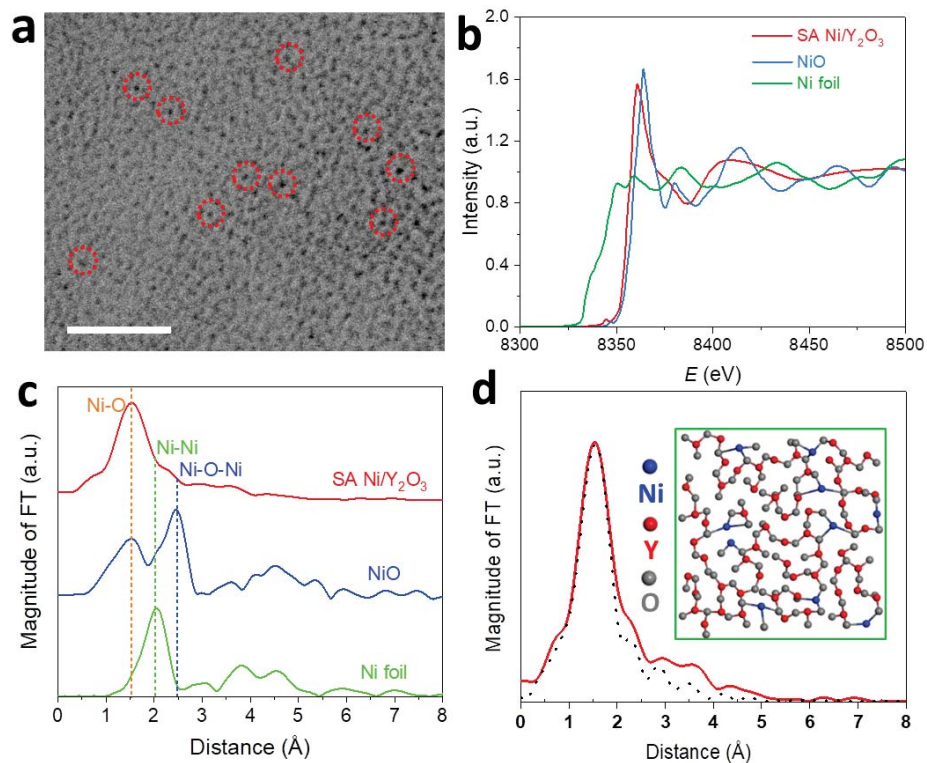 a
b
SA Ni/Y₂O₃
NiO
Ni foil
Intensity (a.u.)
2.0
1.6
1.2
0.8
0.4
0.0
8300 8350 8400 8450 8500
E (eV)
c
Ni-O
Ni-Ni
Ni-O-Ni
SA Ni/Y₂O₃
NiO
Ni foil
Magnitude of FT (a.u.)
0 1 2 3 4 5 6 7 8
Distance (Å)
d
Ni
Y
O
Magnitude of FT (a.u.)
0 1 2 3 4 5 6 7 8
Distance (Å)